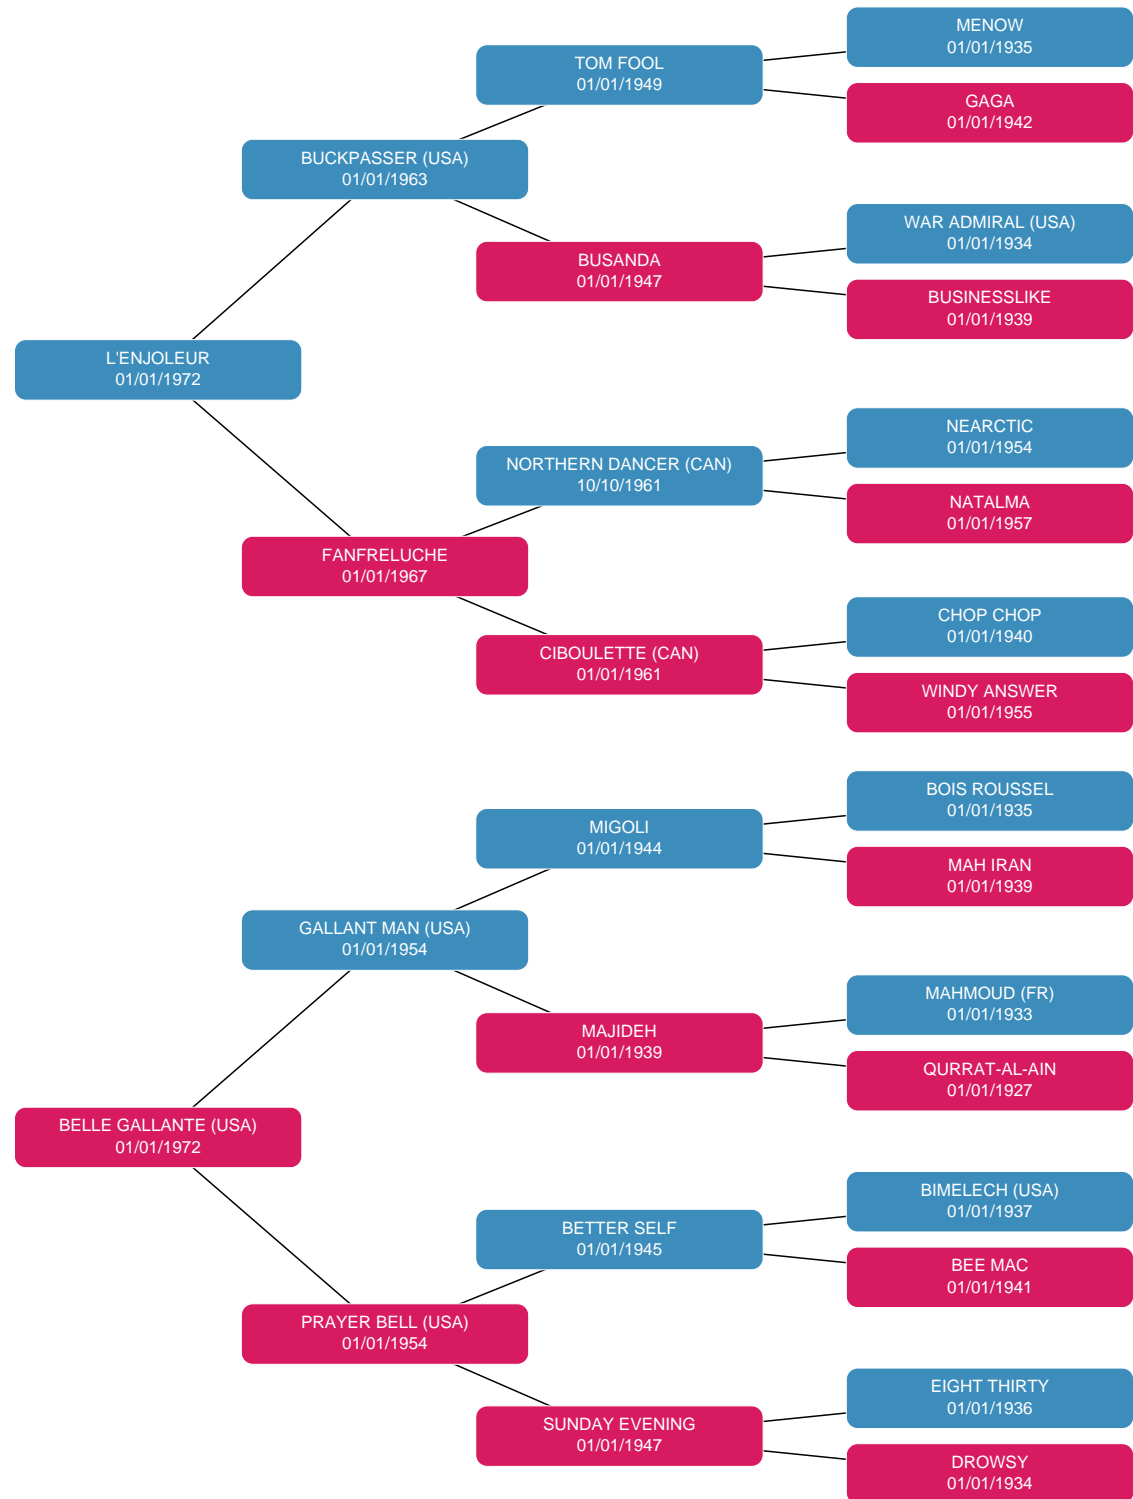 MENOW
01/01/1935
TOM FOOL
01/01/1949
GAGA
01/01/1942
BUCKPASSER (USA)
01/01/1963
WAR ADMIRAL (USA)
01/01/1934
BUSANDA
01/01/1947
BUSINESSLIKE
01/01/1939
L'ENJOLEUR
01/01/1972
NEARCTIC
01/01/1954
NORTHERN DANCER (CAN)
10/10/1961
NATALMA
01/01/1957
FANFRELUCHE
01/01/1967
CHOP CHOP
01/01/1940
CIBOULETTE (CAN)
01/01/1961
WINDY ANSWER
01/01/1955
BOIS ROUSSEL
01/01/1935
MIGOLI
01/01/1944
MAH IRAN
01/01/1939
GALLANT MAN (USA)
01/01/1954
MAHMOUD (FR)
01/01/1933
MAJIDEH
01/01/1939
QURRAT-AL-AIN
01/01/1927
BELLE GALLANTE (USA)
01/01/1972
BIMELECH (USA)
01/01/1937
BETTER SELF
01/01/1945
BEE MAC
01/01/1941
PRAYER BELL (USA)
01/01/1954
EIGHT THIRTY
01/01/1936
SUNDAY EVENING
01/01/1947
DROWSY
01/01/1934